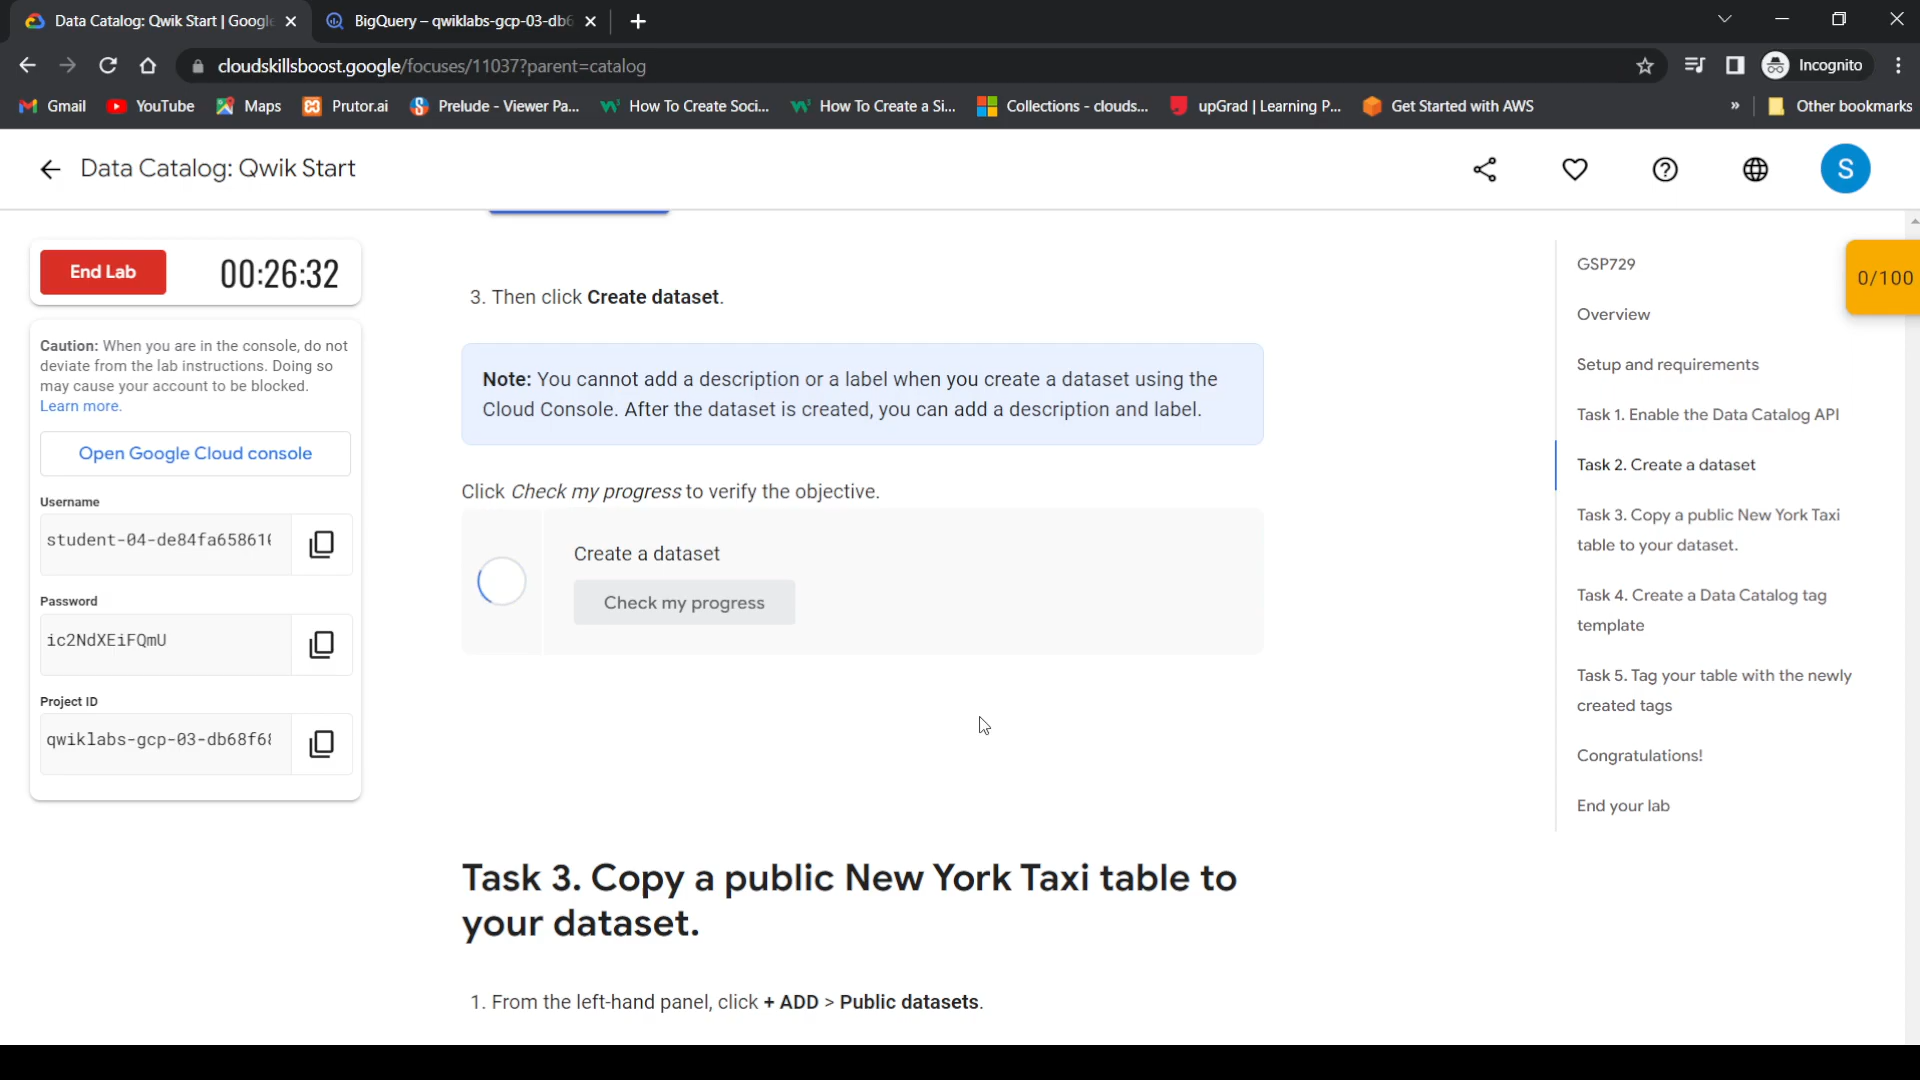 Data Catalog: Qwik Start | Google
BigQuery – qwiklabs-gcp-03-db6
cloudskillsboost.google/focuses/11037?parent=catalog
Incognito
Gmail
YouTube
Maps
Prutor.ai
Prelude - Viewer Pa...
How To Create Soci...
How To Create a Si...
Collections - clouds...
upGrad | Learning P...
Get Started with AWS
»
Other bookmarks
Data Catalog: Qwik Start
S
End Lab
00:26:32
Caution: When you are in the console, do not
deviate from the lab instructions. Doing so
may cause your account to be blocked.
Learn more.
Open Google Cloud console
Username
student-04-de84fa658616
Password
ic2NdXEiFQmU
Project ID
qwiklabs-gcp-03-db68f68
3. Then click Create dataset.
Note: You cannot add a description or a label when you create a dataset using the
Cloud Console. After the dataset is created, you can add a description and label.
Click Check my progress to verify the objective.
Create a dataset
Check my progress
Task 3. Copy a public New York Taxi table to
your dataset.
1. From the left-hand panel, click + ADD > Public datasets.
GSP729
Overview
Setup and requirements
Task 1. Enable the Data Catalog API
Task 2. Create a dataset
Task 3. Copy a public New York Taxi
table to your dataset.
Task 4. Create a Data Catalog tag
template
Task 5. Tag your table with the newly
created tags
Congratulations!
End your lab
0/100